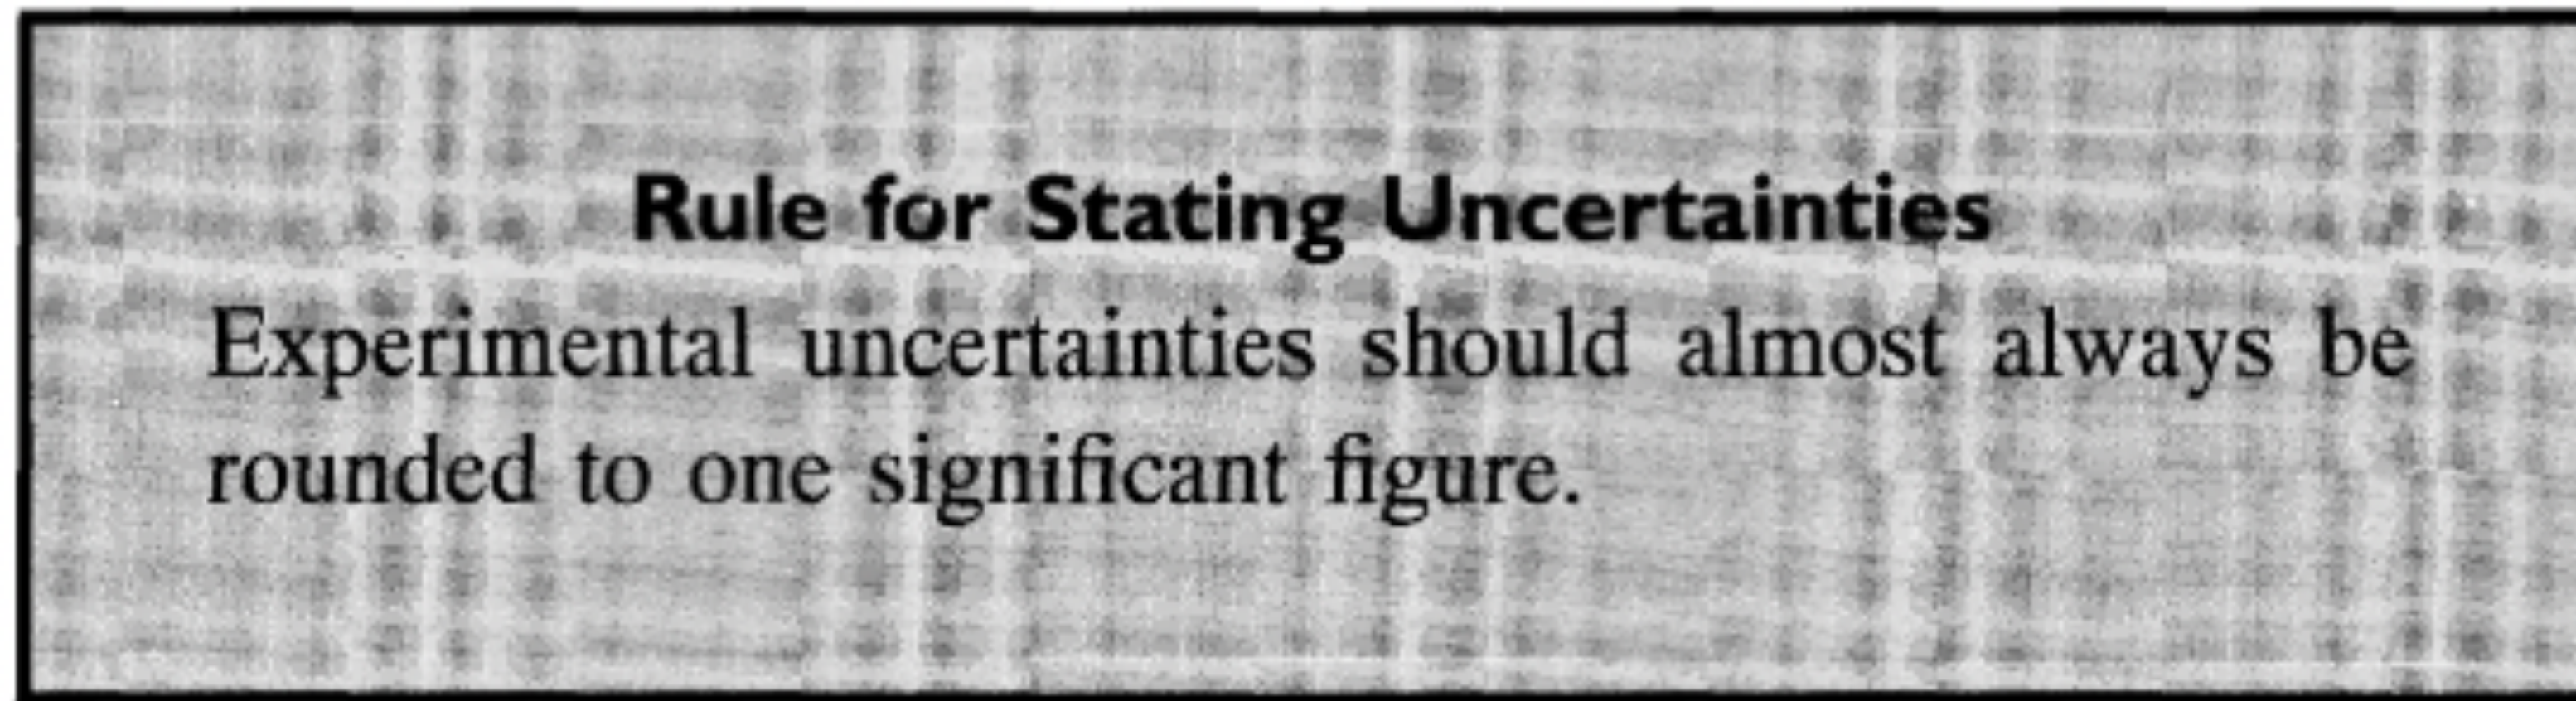 Rule for Stating Uncertainties
Experimental uncertainties should almost always be
rounded to one significant figure.